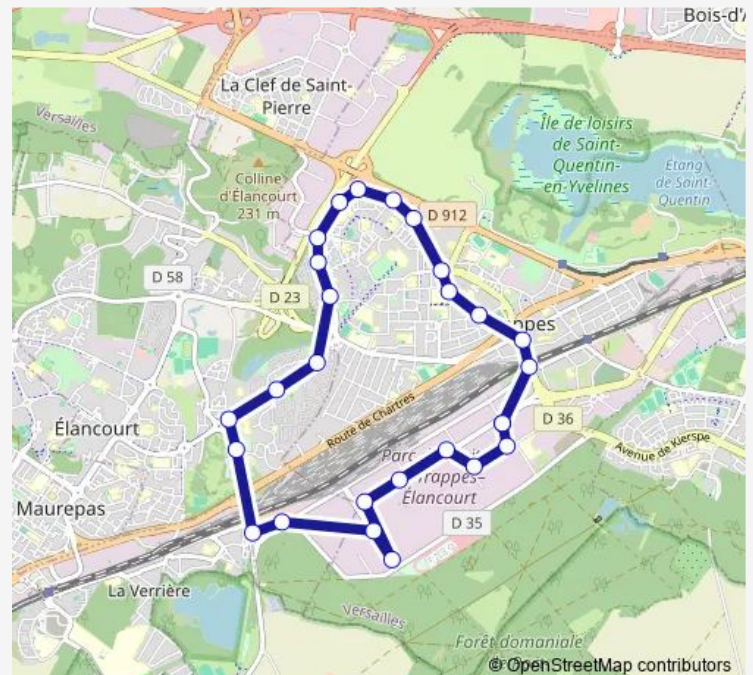 Bois-d'A
La Clef de Saint-
Pierre
Versailles
Île de loisirs
de Saint-
Quentin-
en-Yvelines
Étang
de Saint-
Quentin
Colline
d'Élancourt
231 m
D 912
D 58
D 23
ppes
Route de Chartres
Élancourt
D 36
Avenue de Kierspe
Parc
Trappes–
Élancourt
Maurepas
D 35
La Verrière
Versailles
Forêt domaniale
© OpenStreetMap contributors